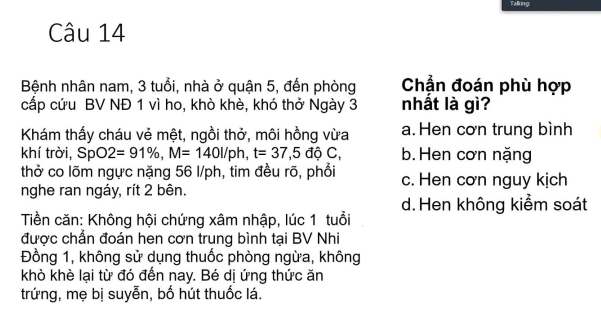 Talking:
Câu 14
Bệnh nhân nam, 3 tuổi, nhà ở quận 5, đến phòng
cấp cứu BV NĐ 1 vì ho, khò khè, khó thở Ngày 3
Khám thấy cháu vẻ mệt, ngồi thở, môi hồng vừa
khí trời, SpO2= 91%, M= 140l/ph, t= 37,5 độ C,
thở co lõm ngực nặng 56 l/ph, tim đều rõ, phổi
nghe ran ngáy, rít 2 bên.
Tiền căn: Không hội chứng xâm nhập, lúc 1 tuổi
được chẩn đoán hen cơn trung bình tại BV Nhi
Đồng 1, không sử dụng thuốc phòng ngừa, không
khò khè lại từ đó đến nay. Bé dị ứng thức ăn
trứng, mẹ bị suyễn, bố hút thuốc lá.
Chẩn đoán phù hợp
nhất là gì?
a. Hen cơn trung bình
b. Hen cơn nặng
c. Hen cơn nguy kịch
d. Hen không kiểm soát